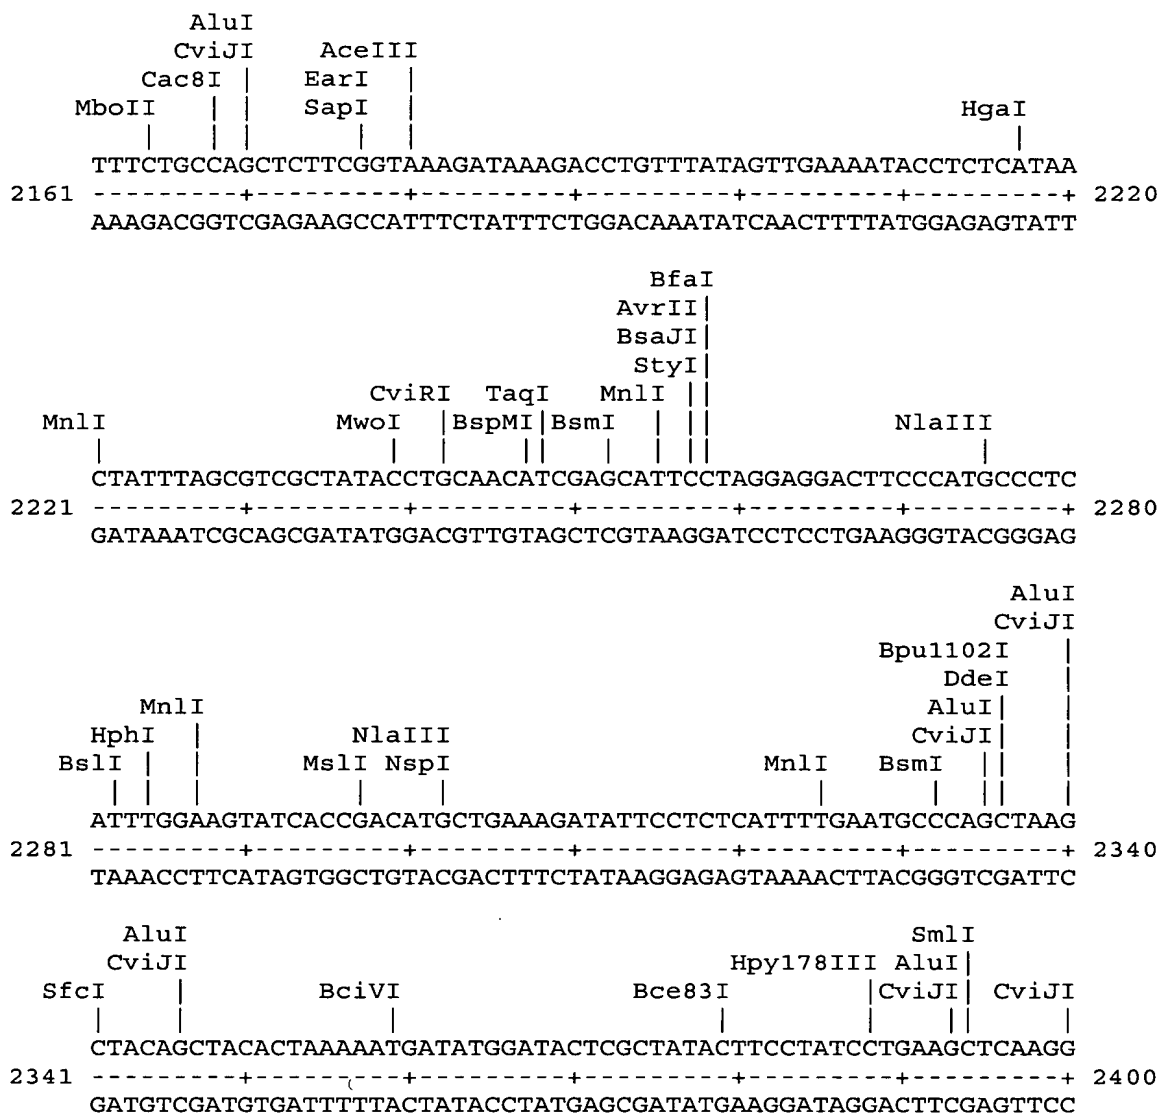 AluI
CviJI AceIII
Cac8I EarI
MboII SapI HgaI
TTTCTGCCAGCTCTTCGGTAAAGATAAAGACCTGTTTATAGTTGAAAATACCTCTCATAA
2161 ---------+---------+---------+---------+---------+---------+ 2220
AAAGACGGTCGAGAAGCCATTTCTATTTCTGGACAAATATCAACTTTTATGGAGAGTATT
BfaI
AvrII
BsaJI
StyI
CviRI TaqI MnlI
MnlI MwoI BspMI BsmI NlaIII
CTATTTAGCGTCGCTATACCTGCAACATCGAGCATTCCTAGGAGGACTTCCCATGCCCTC
2221 ---------+---------+---------+---------+---------+---------+ 2280
GATAAATCGCAGCGATATGGACGTTGTAGCTCGTAAGGATCCTCCTGAAGGGTACGGGAG
AluI
CviJI
Bpu1102I
DdeI
MnlI AluI
HphI NlaIII CviJI
BslI MslI NspI MnlI BsmI
ATTTGGAAGTATCACCGACATGCTGAAAGATATTCCTCTCATTTTGAATGCCCAGCTAAG
2281 ---------+---------+---------+---------+---------+---------+ 2340
TAAACCTTCATAGTGGCTGTACGACTTTCTATAAGGAGAGTAAAACTTACGGGTCGATTC
AluI SmlI
CviJI Hpy178III AluI
SfcI BciVI Bce83I CviJI CviJI
CTACAGCTACACTAAAAATGATATGGATACTCGCTATACTTCCTATCCTGAAGCTCAAGG
2341 ---------+---------+---------+---------+---------+---------+ 2400
GATGTCGATGTGATTTTTACTATACCTATGAGCGATATGAAGGATAGGACTTCGAGTTCC